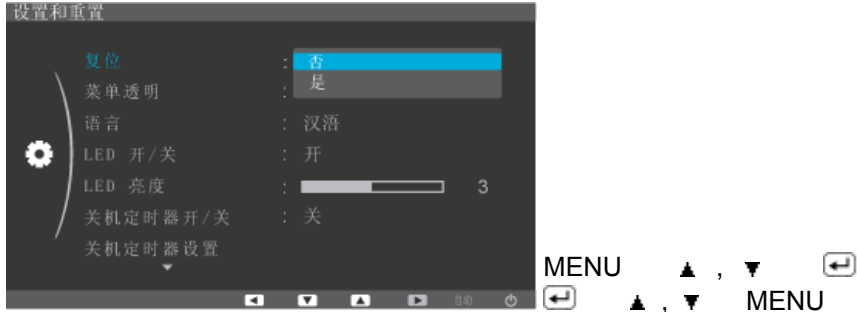 设置和重置
复位 : 否
是
菜单透明 :
语言 : 汉语
LED 开/关 : 开
LED 亮度 : 3
关机定时器开/关 : 关
关机定时器设置
自动
MENU ▲ , ▼
▲ , ▼ MENU